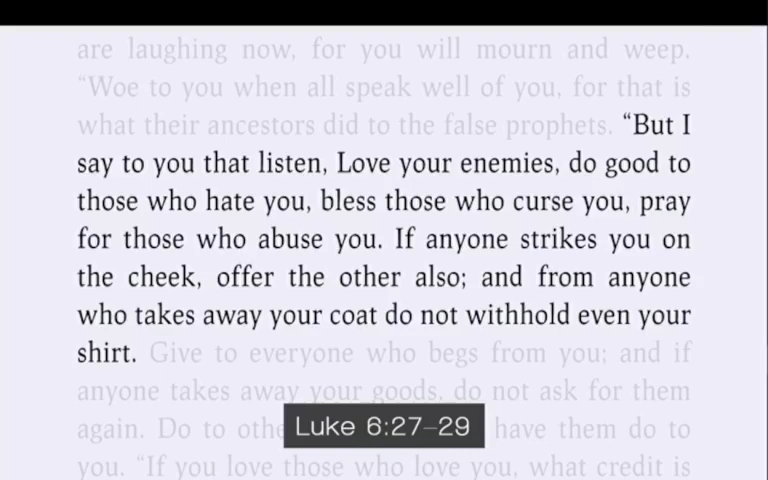 are laughing now, for you will mourn and weep.
“Woe to you when all speak well of you, for that is
what their ancestors did to the false prophets. “But I
say to you that listen, Love your enemies, do good to
those who hate you, bless those who curse you, pray
for those who abuse you. If anyone strikes you on
the cheek, offer the other also; and from anyone
who takes away your coat do not withhold even your
shirt. Give to everyone who begs from you; and if
anyone takes away your goods, do not ask for them
again. Do to have them do to
Luke 6:27–29
you. “If you love those who love you, what credit is